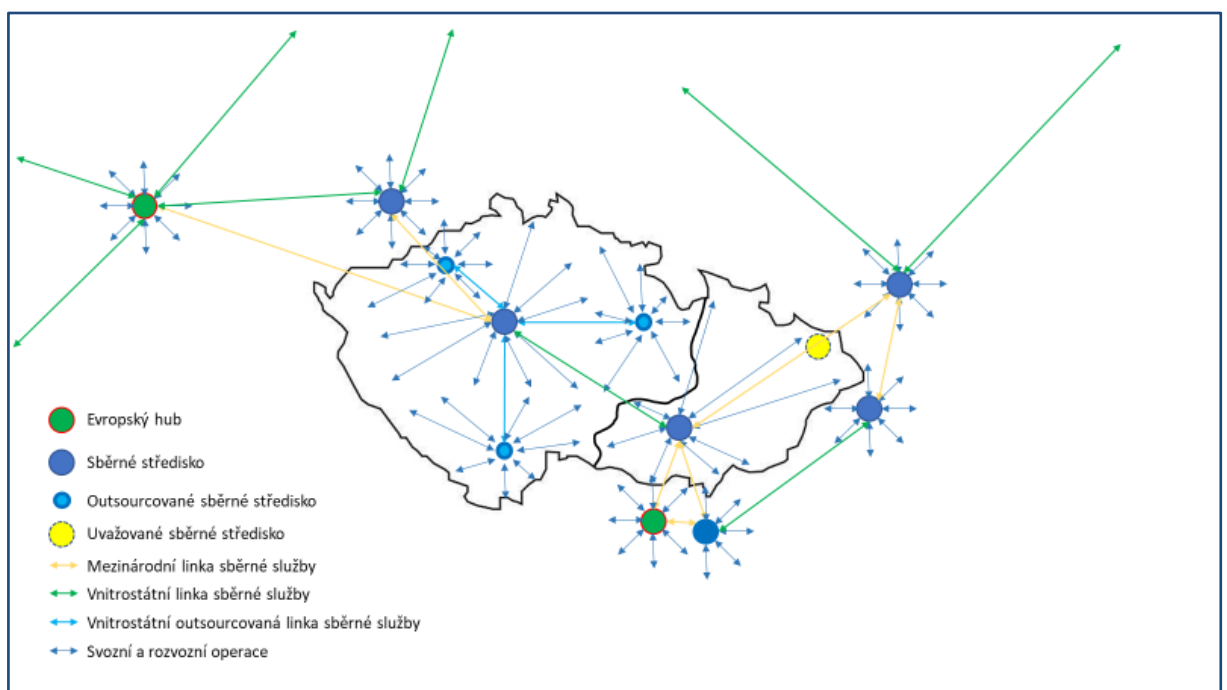 Evropský hub
Sběrné středisko
Outsourcované sběrné středisko
Uvažované sběrné středisko
Mezinárodní linka sběrné služby
Vnitrostátní linka sběrné služby
Vnitrostátní outsourcovaná linka sběrné služby
Svozní a rozvozní operace